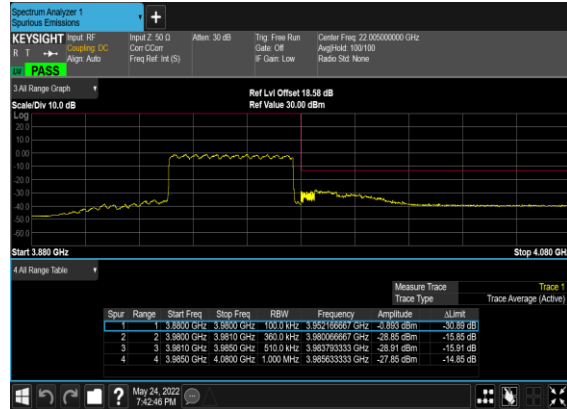 Spectrum Analyzer 1
Spurious Emissions
KEYSIGHT Input: RF Input Z: 50 Ω Atten: 30 dB Trig: Free Run Center Freq: 22.005000000 GHz
R T Coupling: DC Corr CCorr Gate: Off Avg|Hold: 100/100
Align: Auto Freq Ref: Int (S) IF Gain: Low Radio Std: None
PASS
3 All Range Graph
Ref Lvl Offset 18.58 dB
Scale/Div 10.0 dB Ref Value 30.00 dBm
Log
20.0
10.0
0.00
-10.0
-20.0
-30.0
-40.0
-50.0
-60.0
Start 3.880 GHz Stop 4.080 GH
4 All Range Table
Measure Trace Trace 1
Trace Type Trace Average (Active)
Spur Range Start Freq Stop Freq RBW Frequency Amplitude ΔLimit
1 1 3.8800 GHz 3.9800 GHz 100.0 kHz 3.952166667 GHz -0.893 dBm -30.89 dB
2 2 3.9800 GHz 3.9810 GHz 360.0 kHz 3.980066667 GHz -28.85 dBm -15.85 dB
3 3 3.9810 GHz 3.9850 GHz 510.0 kHz 3.983793333 GHz -28.91 dBm -15.91 dB
4 4 3.9850 GHz 4.0800 GHz 1.000 MHz 3.985633333 GHz -27.85 dBm -14.85 dB
?
May 24, 2022
7:42:46 PM